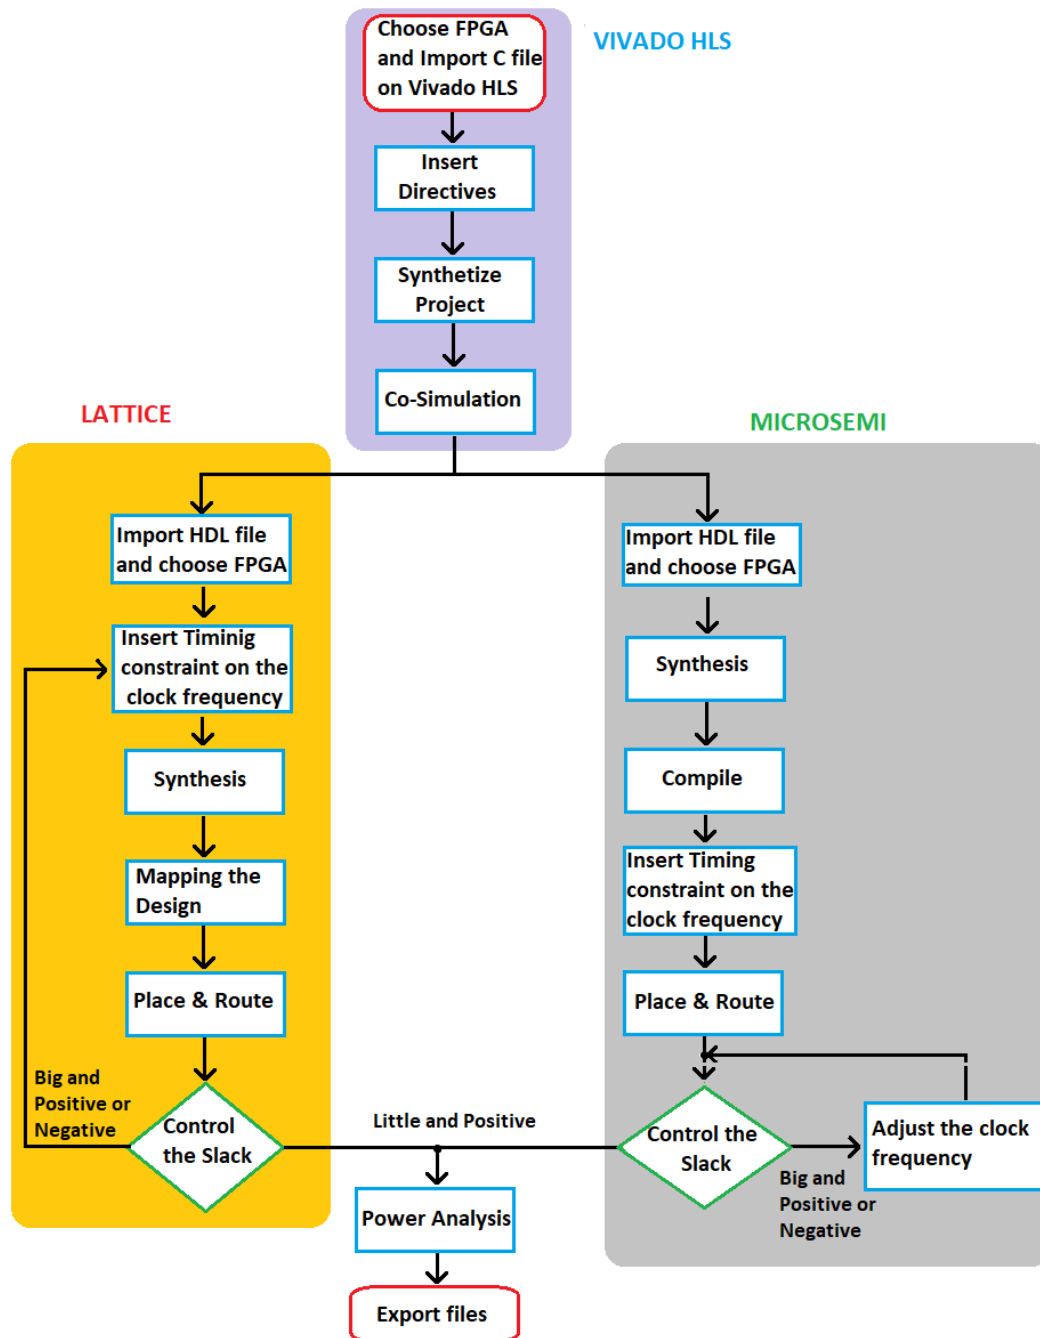 Choose FPGA
and Import C file
on Vivado HLS
VIVADO HLS
Insert
Directives
Synthetize
Project
Co-Simulation
LATTICE
Import HDL file
and choose FPGA
Insert Timinig
constraint on the
clock frequency
Synthesis
Mapping the
Design
Place & Route
Big and
Positive or
Negative
Control
the Slack
MICROSEMI
Import HDL file
and choose FPGA
Synthesis
Compile
Insert Timing
constraint on the
clock frequency
Place & Route
Control the
Slack
Big and
Positive or
Negative
Adjust the clock
frequency
Little and Positive
Power Analysis
Export files